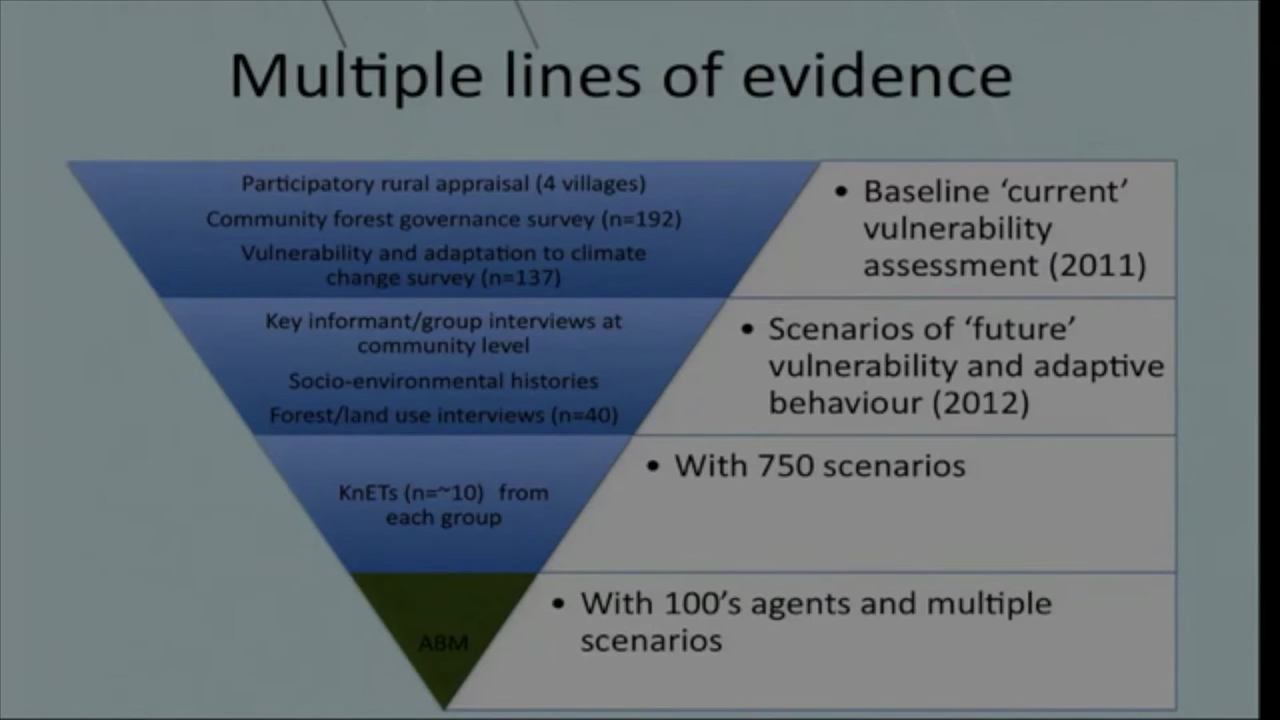 Multiple lines of evidence
Participatory rural appraisal (4 villages)
Community forest governance survey (n=192)
Vulnerability and adaptation to climate
change survey (n=137)
• Baseline ‘current’
vulnerability
assessment (2011)
Key informant/group interviews at
community level
Socio-environmental histories
Forest/land use interviews (n=40)
• Scenarios of ‘future’
vulnerability and adaptive
behaviour (2012)
KnETs (n=~10) from
each group
• With 750 scenarios
ABM
• With 100’s agents and multiple
scenarios